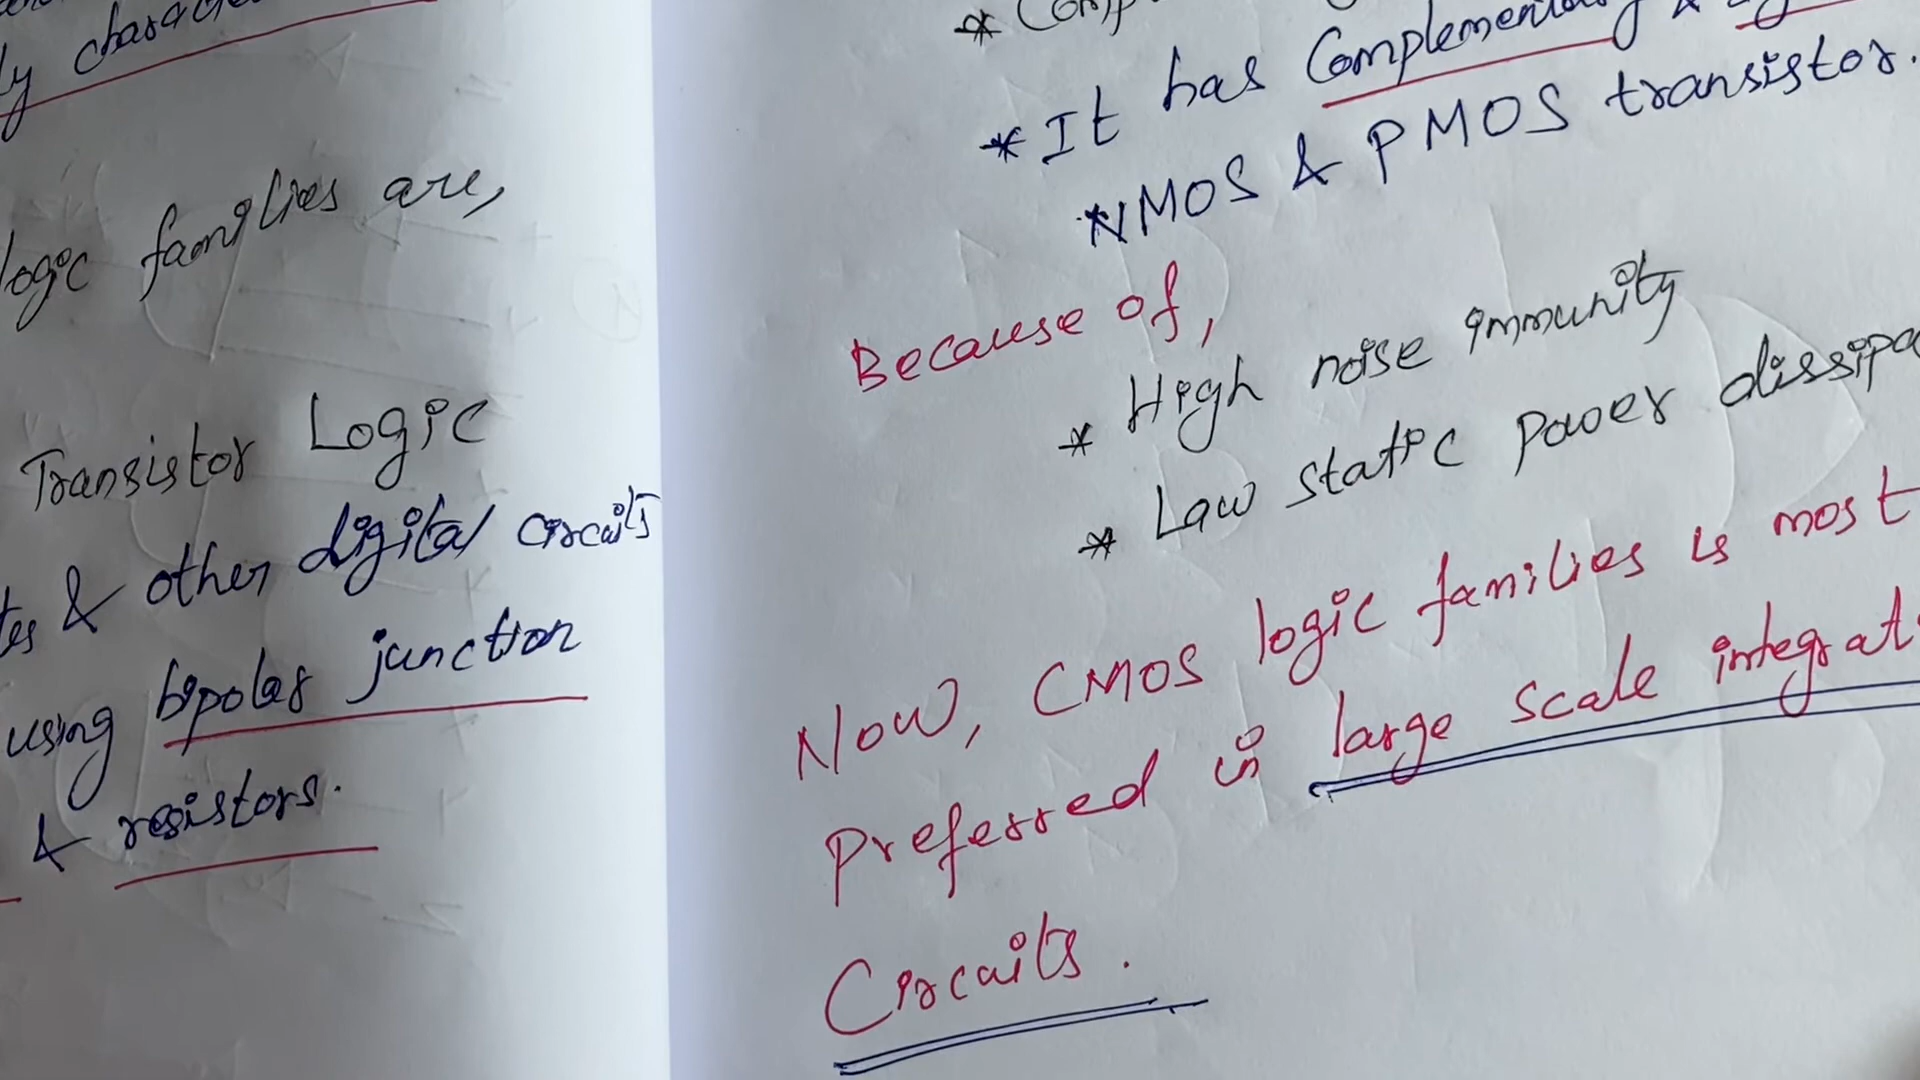 ly
logic families are,
Transistor Logic
& other digital circuits
using bipolar junction
& resistors.
*
* It has Complementary &
NMOS & PMOS transistor.
Because of,
* High noise immunity
* Law static power dissipa
Now, CMOS logic families is most
preferred in large scale integrat
Circuits.